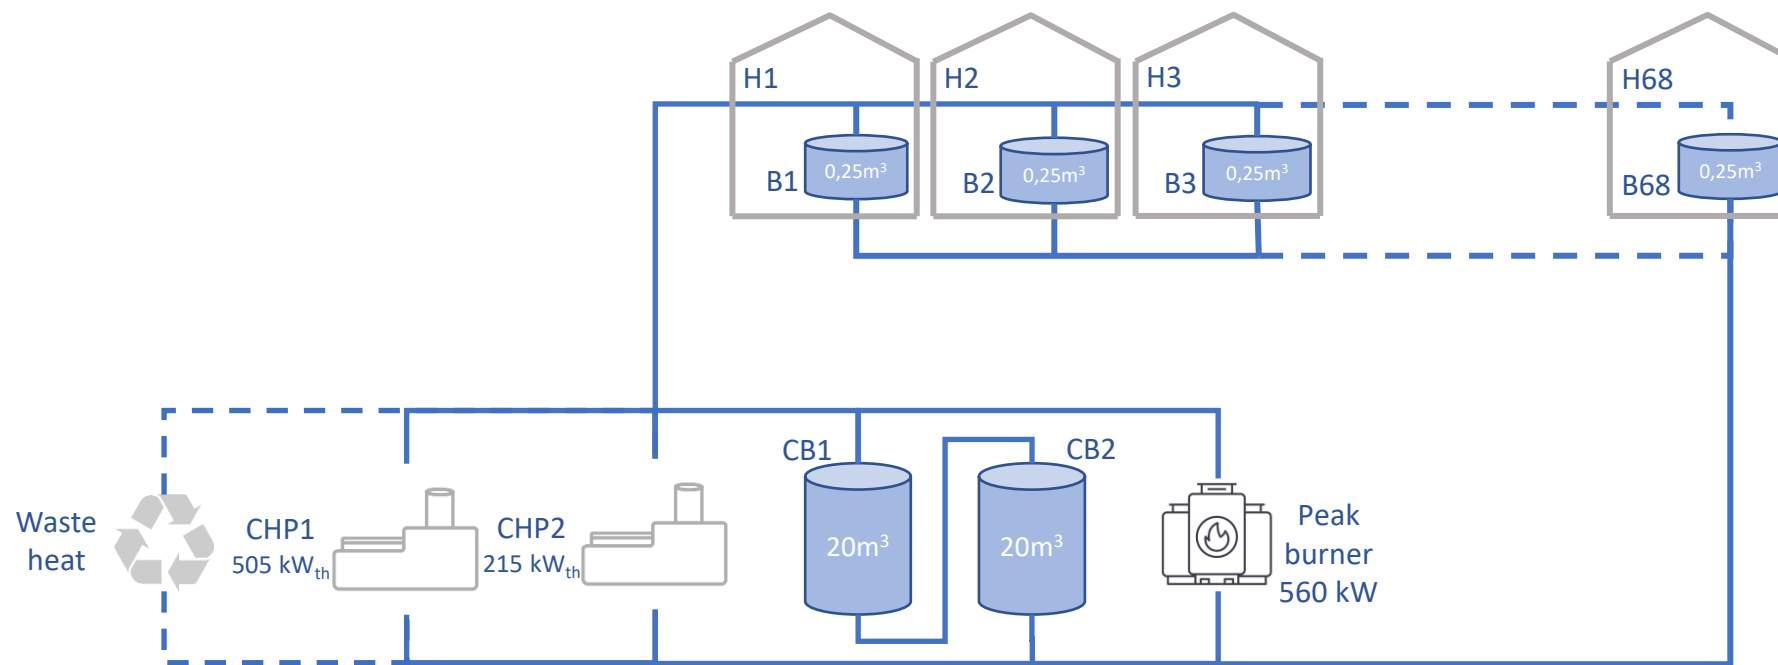 H1
H2
H3
H68
B1
0,25m³
B2
0,25m³
B3
0,25m³
B68
0,25m³
CB1
CB2
Waste
heat
CHP1
505 kWth
CHP2
215 kWth
20m³
20m³
Peak
burner
560 kW